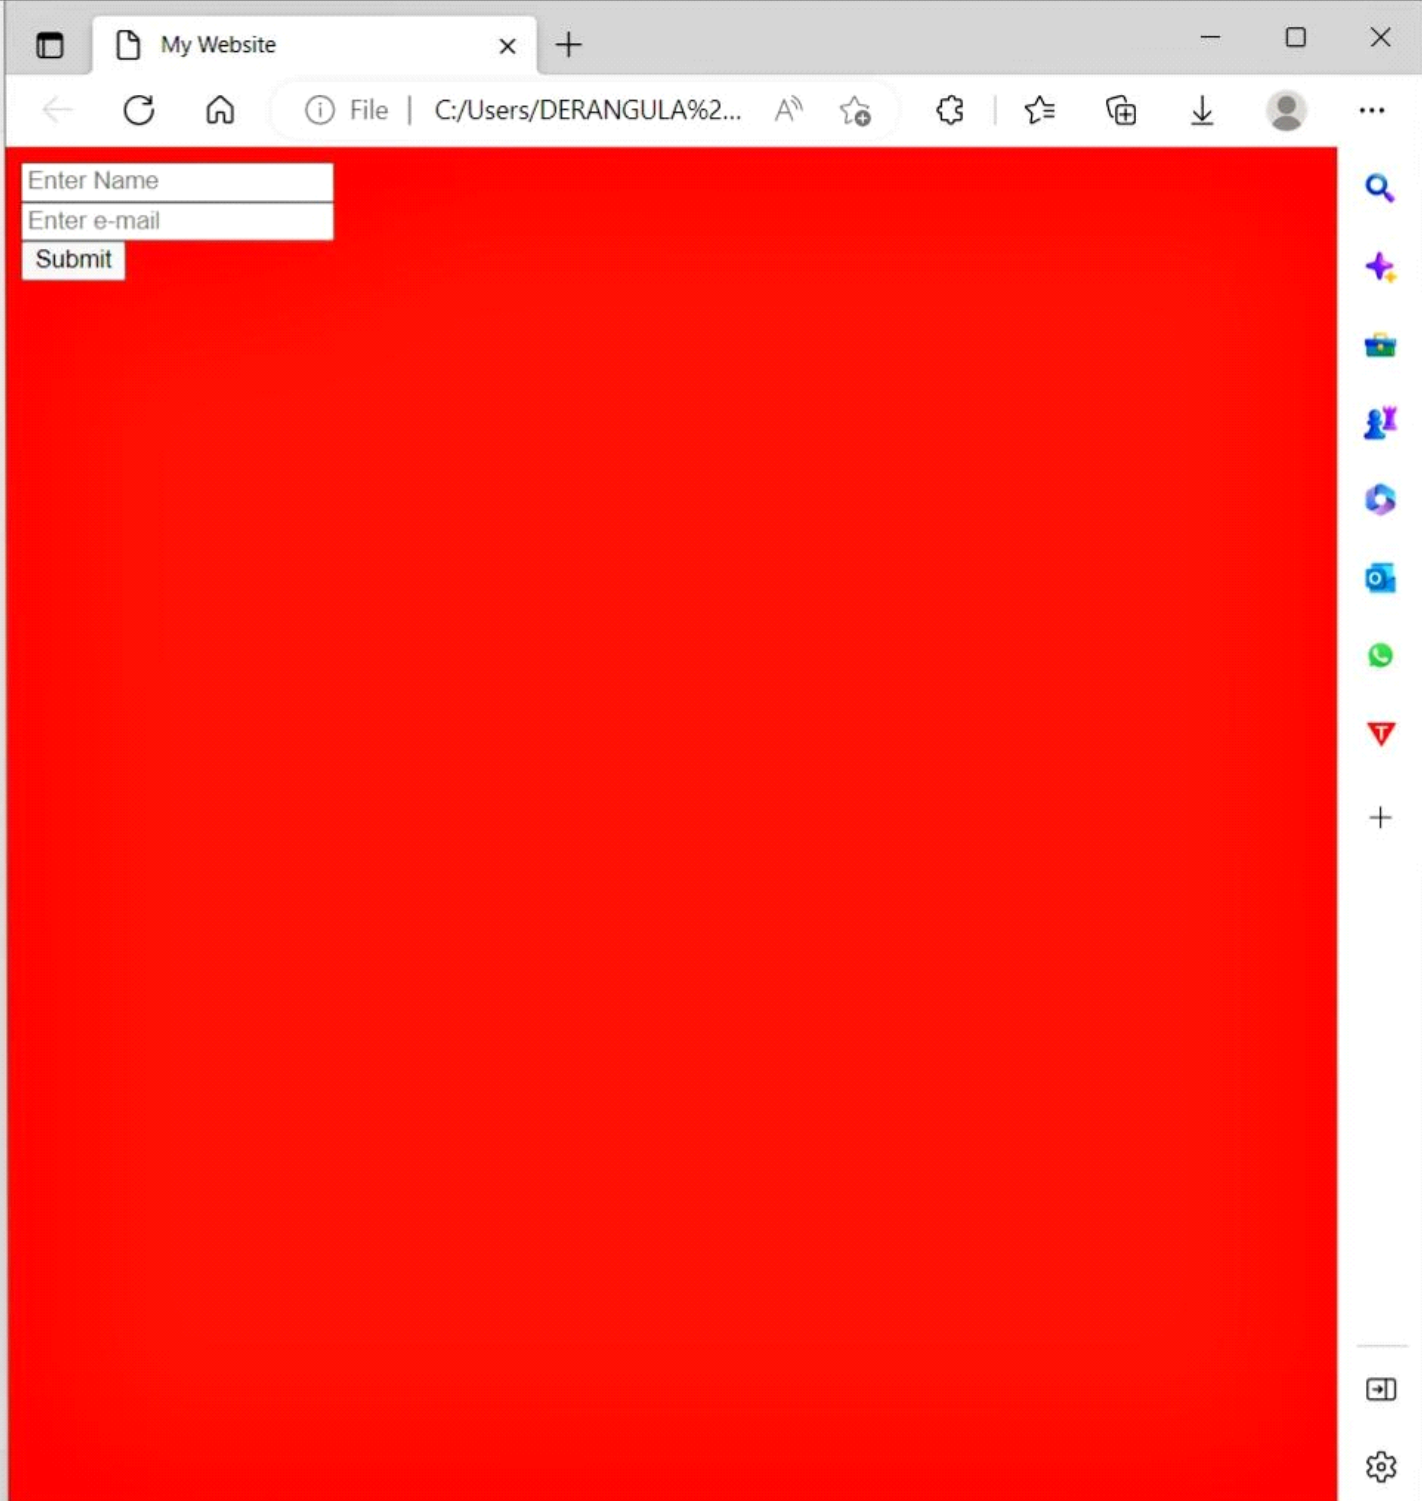 My Website
File C:/Users/DERANGULA%2...
Enter Name
Enter e-mail
Submit